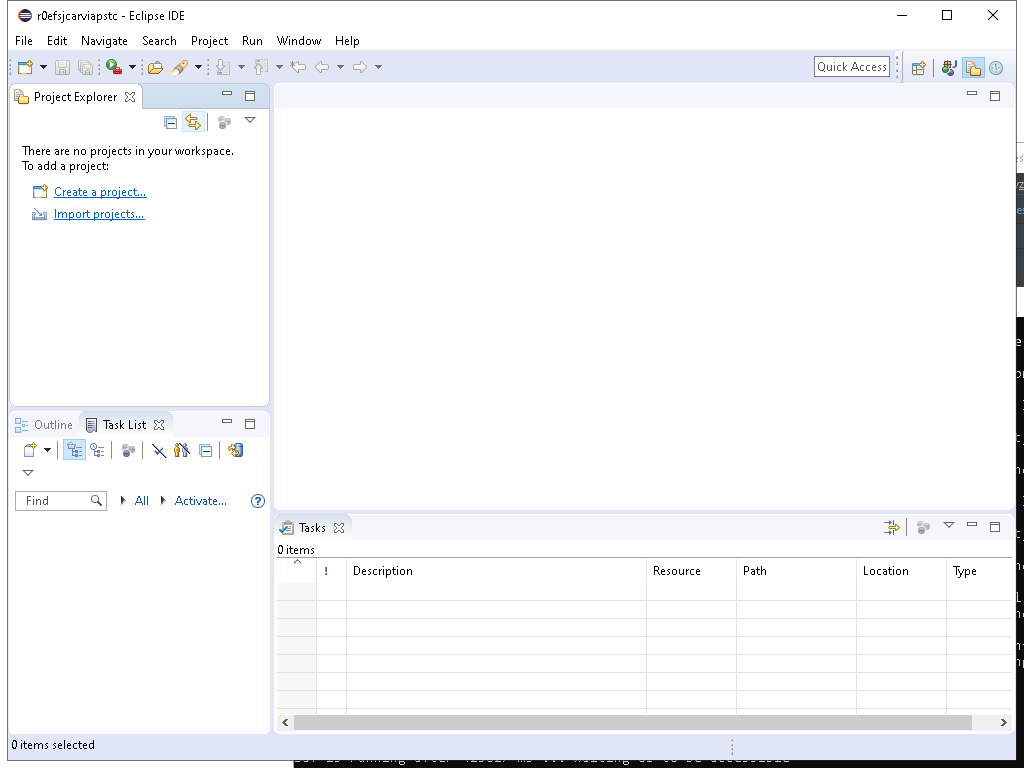 r0efsjcarviapstc - Eclipse IDE
File Edit Navigate Search Project Run Window Help
Quick Access
Project Explorer
There are no projects in your workspace.
To add a project:
Create a project...
Import projects...
Outline Task List
Find All Activate...
Tasks
0 items
! Description Resource Path Location Type
0 items selected